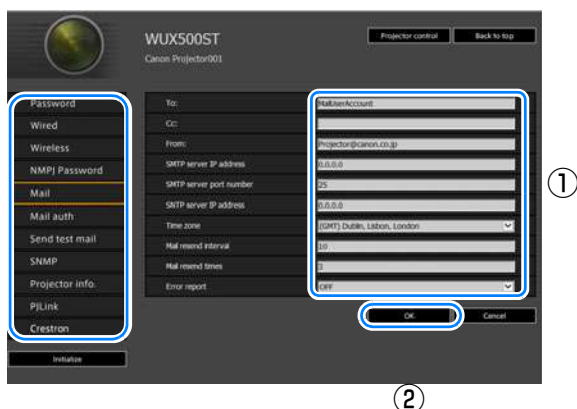 WUX500ST
Projector control
Back to top
Canon Projector001
Password
Wired
Wireless
NMPJ Password
Mail
Mail auth
Send test mail
SNMP
Projector info.
PJLink
Crestron
Initialize
To: MailUserAccount
Cc:
From: Projector@canon.co.jp
SMTP server IP address 0.0.0.0
SMTP server port number 25
SNTP server IP address 0.0.0.0
Time zone (GMT) Dublin, Lisbon, London
Mail resend interval 10
Mail resend times
Error report OFF
OK
Cancel
①
②